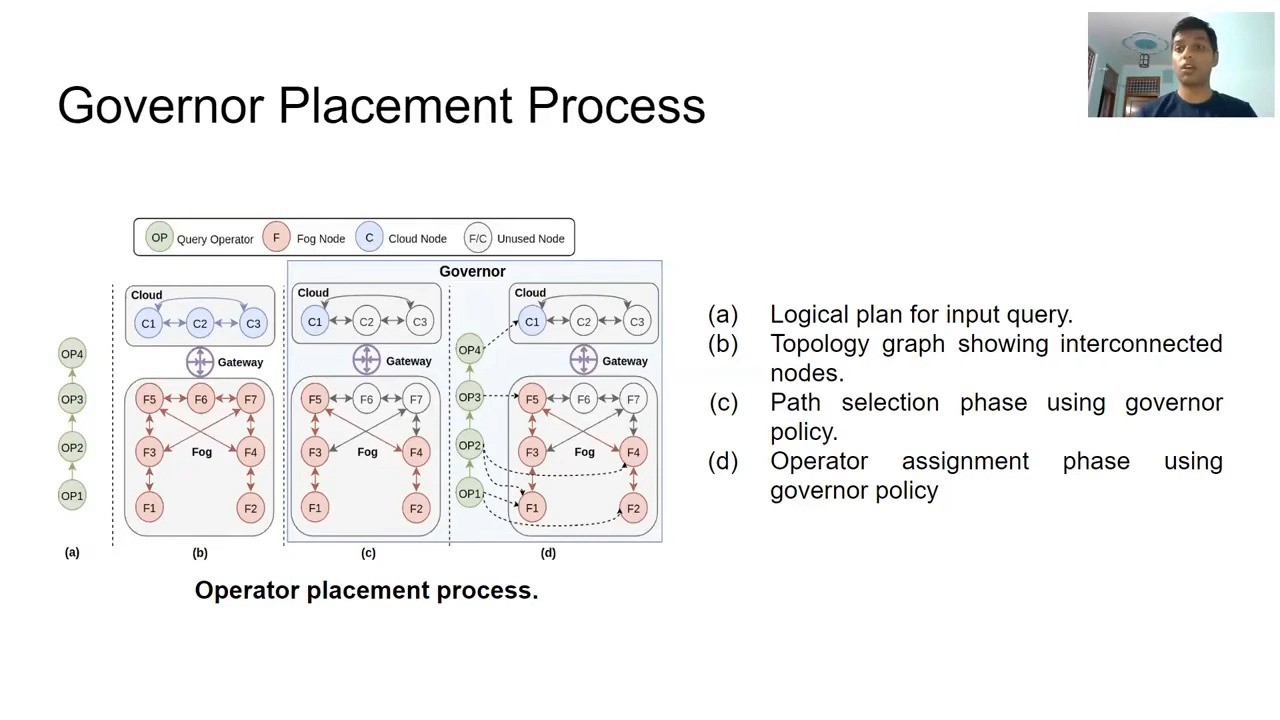 Governor Placement Process
OP Query Operator F Fog Node C Cloud Node F/C Unused Node
Governor
Cloud
C1 C2 C3
Gateway
F5 F6 F7
F3 Fog F4
F1 F2
Cloud
C1 C2 C3
Gateway
F5 F6 F7
F3 Fog F4
F1 F2
Cloud
C1 C2 C3
Gateway
F5 F6 F7
F3 Fog F4
F1 F2
OP4
OP3
OP2
OP1
OP4
OP3
OP2
OP1
(a) (b) (c) (d)
Operator placement process.
(a) Logical plan for input query.
(b) Topology graph showing interconnected
nodes.
(c) Path selection phase using governor
policy.
(d) Operator assignment phase using
governor policy